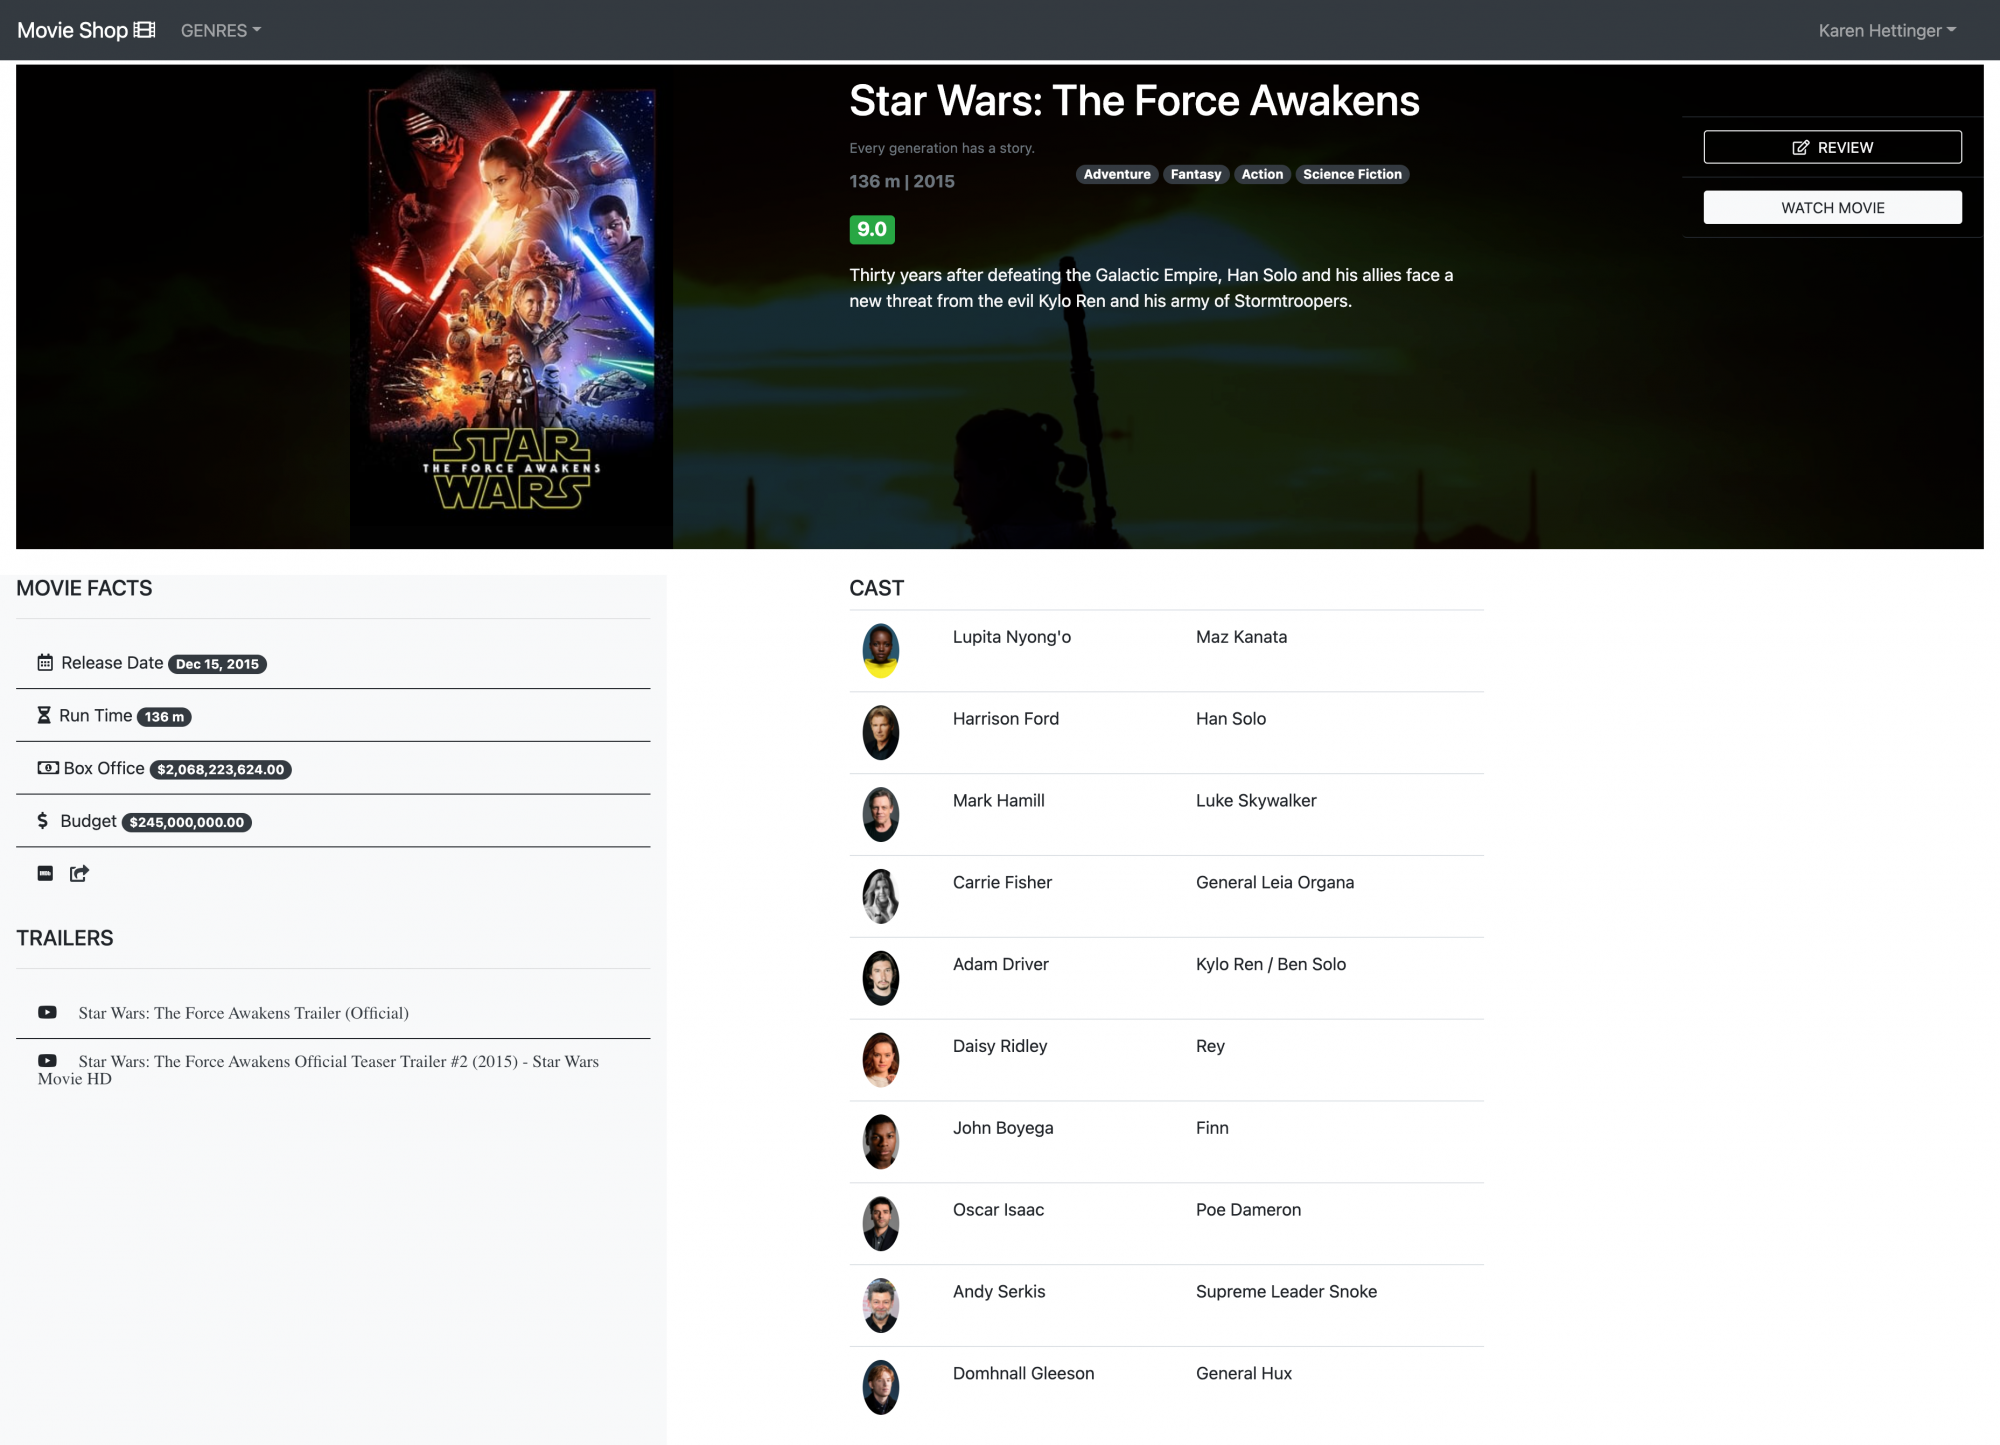 Movie Shop
GENRES
Karen Hettinger
STAR
THE FORCE AWAKENS
WARS
Star Wars: The Force Awakens
Every generation has a story.
136 m | 2015
Adventure Fantasy Action Science Fiction
9.0
Thirty years after defeating the Galactic Empire, Han Solo and his allies face a
new threat from the evil Kylo Ren and his army of Stormtroopers.
REVIEW
WATCH MOVIE
MOVIE FACTS
Release Date Dec 15, 2015
Run Time 136 m
Box Office $2,068,223,624.00
Budget $245,000,000.00
TRAILERS
Star Wars: The Force Awakens Trailer (Official)
Star Wars: The Force Awakens Official Teaser Trailer #2 (2015) - Star Wars
Movie HD
CAST
Lupita Nyong'o Maz Kanata
Harrison Ford Han Solo
Mark Hamill Luke Skywalker
Carrie Fisher General Leia Organa
Adam Driver Kylo Ren / Ben Solo
Daisy Ridley Rey
John Boyega Finn
Oscar Isaac Poe Dameron
Andy Serkis Supreme Leader Snoke
Domhnall Gleeson General Hux